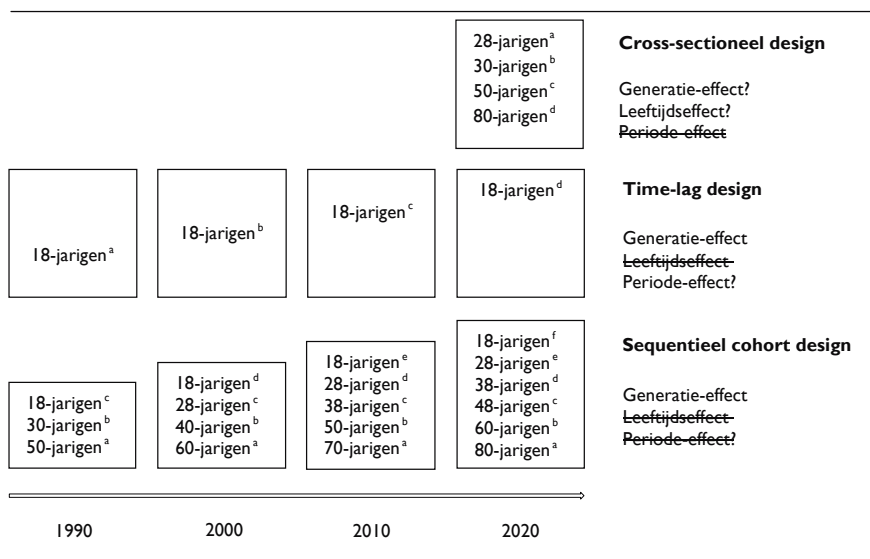 28-jarigen a
30-jarigen b
50-jarigen c
80-jarigen d
Cross-sectioneel design
Generatie-effect?
Leeftijdseffect?
Periode-effect
18-jarigen a
18-jarigen b
18-jarigen c
18-jarigen d
Time-lag design
Generatie-effect
Leeftijdseffect
Periode-effect?
18-jarigen c
30-jarigen b
50-jarigen a
18-jarigen d
28-jarigen c
40-jarigen b
60-jarigen a
18-jarigen e
28-jarigen d
38-jarigen c
50-jarigen b
70-jarigen a
18-jarigen f
28-jarigen e
38-jarigen d
48-jarigen c
60-jarigen b
80-jarigen a
Sequentieel cohort design
Generatie-effect
Leeftijdseffect
Periode-effect?
1990
2000
2010
2020